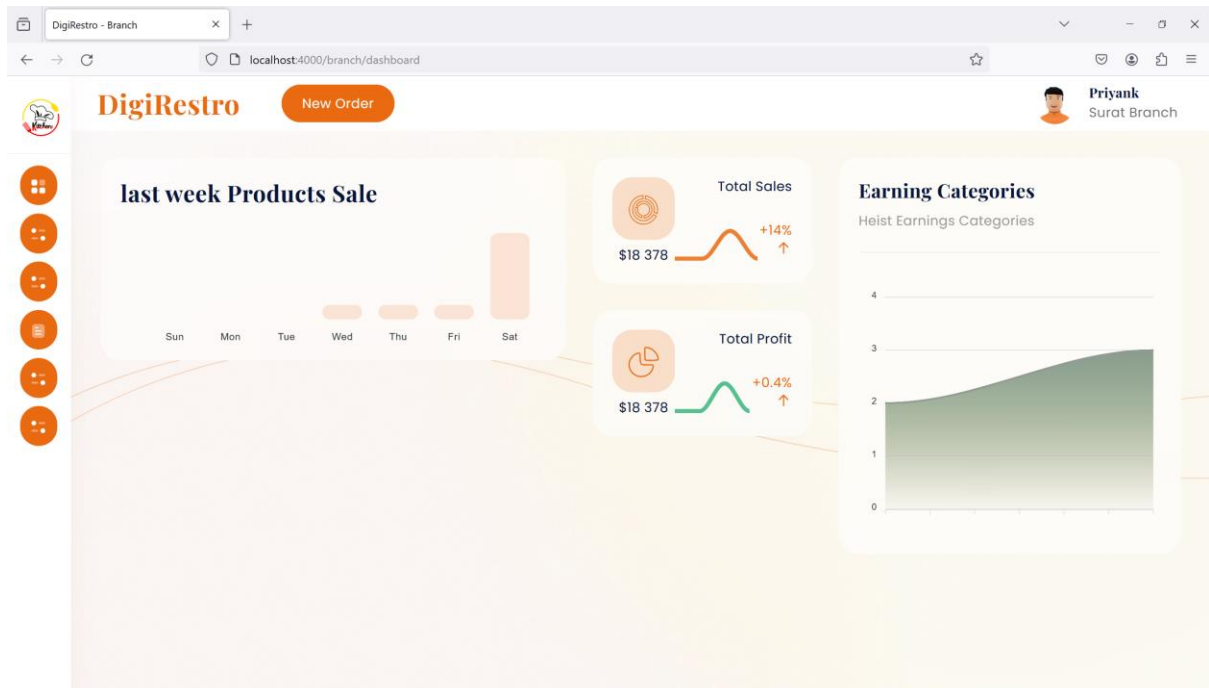 DigiRestro - Branch
localhost:4000/branch/dashboard
DigiRestro
New Order
Priyank
Surat Branch
last week Products Sale
Sun Mon Tue Wed Thu Fri Sat
Total Sales
+14%
$18 378
Total Profit
+0.4%
$18 378
Earning Categories
Heist Earnings Categories
4
3
2
1
0